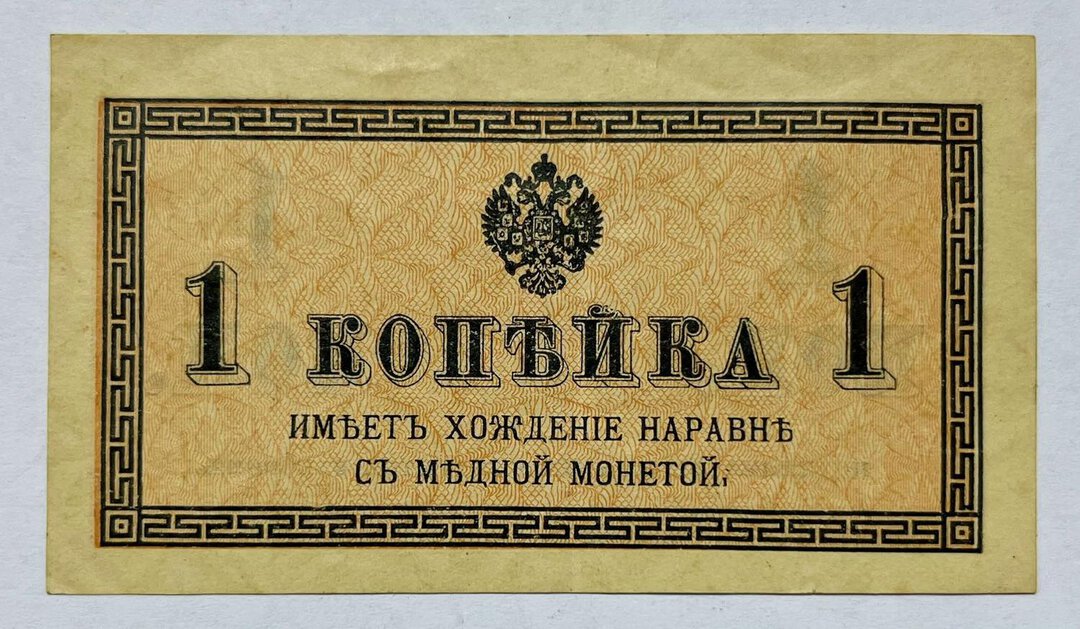 1 КОПѢЙКА 1
ИМѢЕТЪ ХОЖДЕНІЕ НАРАВНѢ
СЪ МѢДНОЙ МОНЕТОЙ.